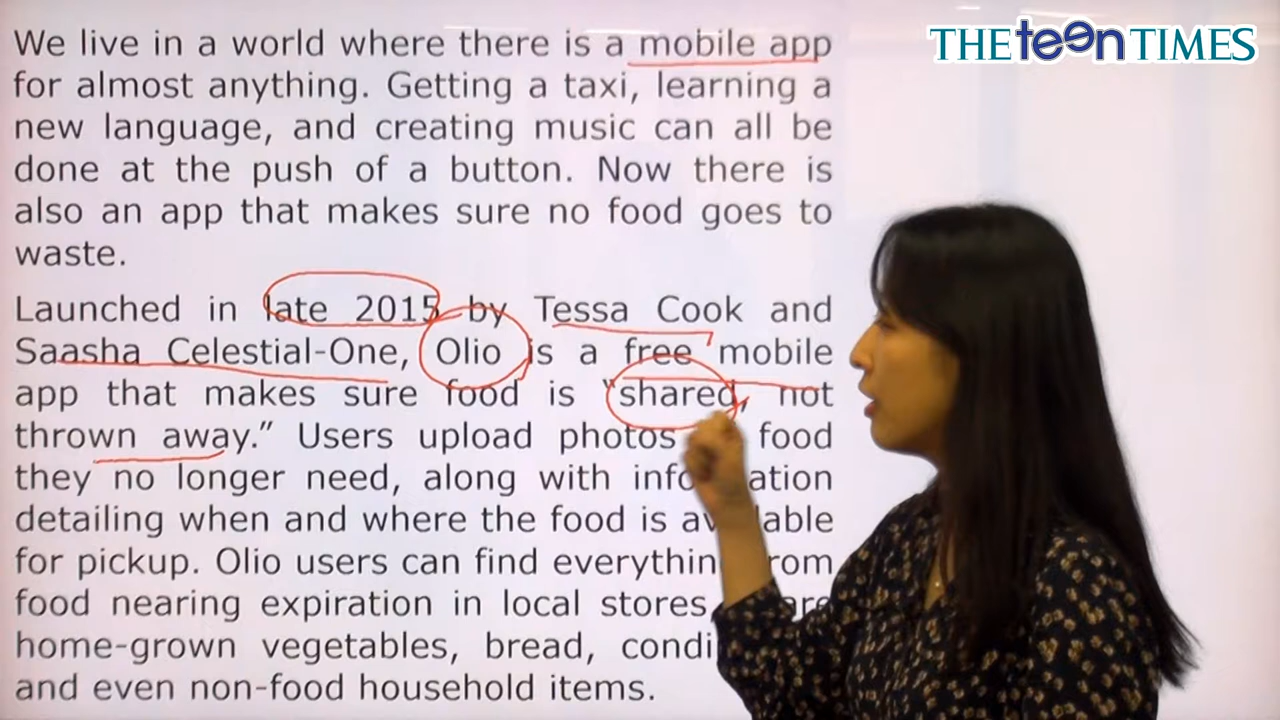 THE teen TIMES
We live in a world where there is a mobile app
for almost anything. Getting a taxi, learning a
new language, and creating music can all be
done at the push of a button. Now there is
also an app that makes sure no food goes to
waste.
Launched in late 2015 by Tessa Cook and
Saasha Celestial-One, Olio is a free mobile
app that makes sure food is “shared, not
thrown away.” Users upload photos food
they no longer need, along with
detailing when and where the food is
for pickup. Olio users can find
food nearing expiration in local stores,
home-grown vegetables, bread,
and even non-food household items.